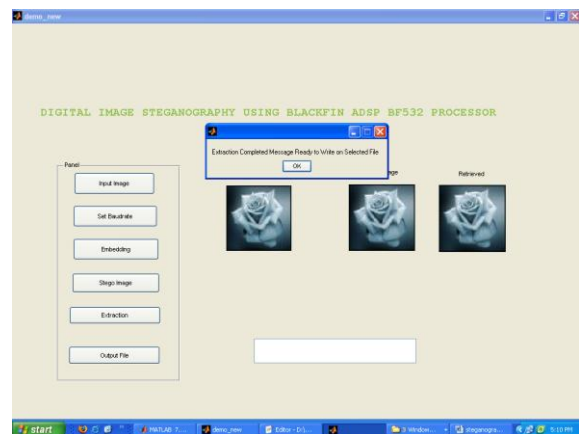 demo_new
DIGITAL IMAGE STEGANOGRAPHY USING BLACKFIN ADSP BF532 PROCESSOR
Extraction Completed Message Ready to Write on Selected File
OK
Panel
Input Image
Set Baudrate
Embedding
Stego Image
Extraction
Output File
Retrieved
start
MATLAB 7....
demo_new
Editor - D:\...
3 Window...
steganogra...
5:10 PM